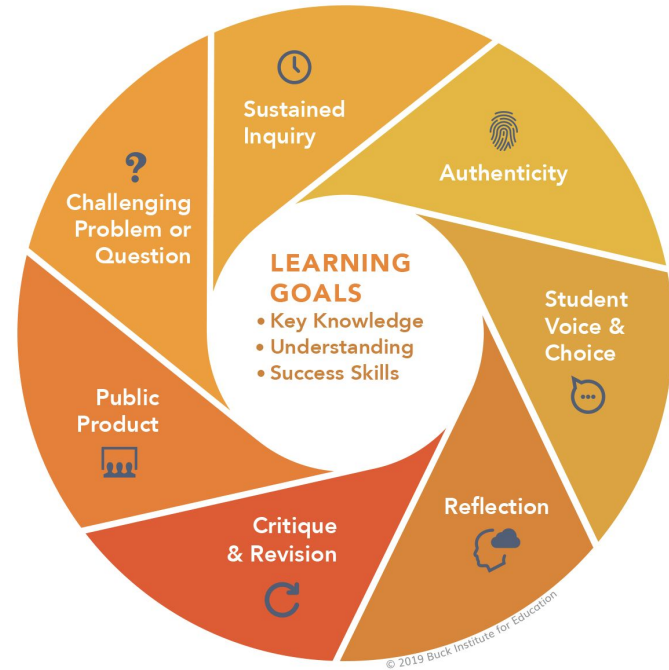 Sustained
Inquiry
Authenticity
?
Challenging
Problem or
Question
LEARNING
GOALS
• Key Knowledge
• Understanding
• Success Skills
Student
Voice &
Choice
Public
Product
Reflection
Critique
& Revision
© 2019 Buck Institute for Education